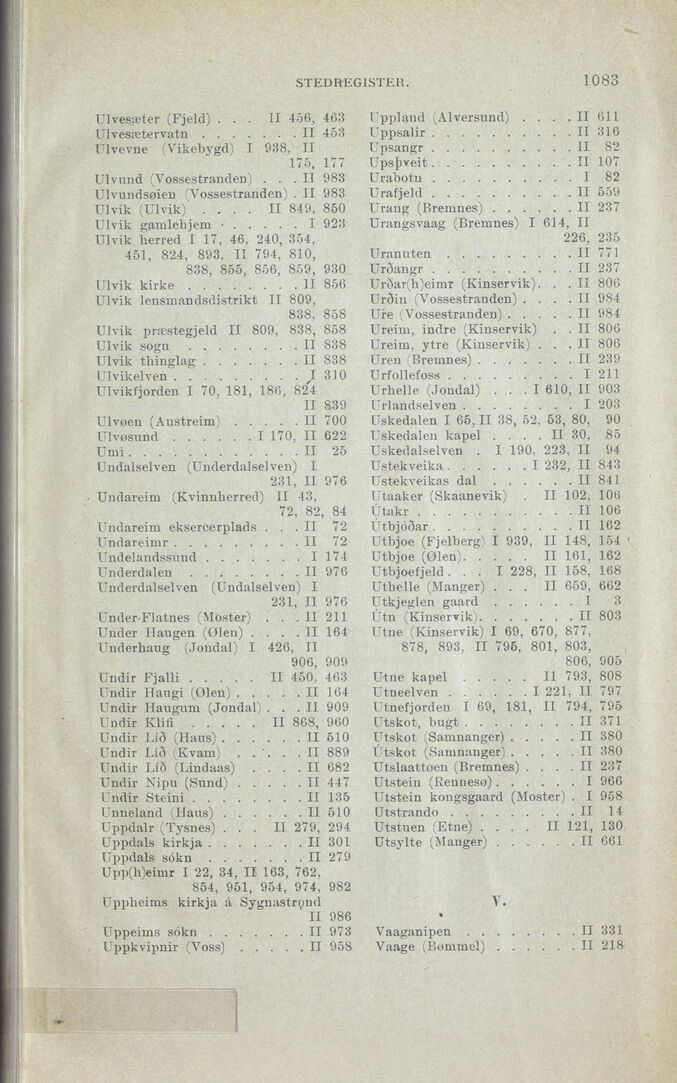 STEDREGISTER. 1083
Ulvesæter (Fjeld) . . . II 456, 463
Ulvesætervatn . . . . . . . II 453
Ulvevne (Vikebygd) I 938, II
175, 177
Ulvund (Vossestranden) . . . II 983
Ulvundsøien (Vossestranden) . II 983
Ulvik (Ulvik) . . . . II 849, 850
Ulvik gamlehjem . . . . . . I 923
Ulvik herred I 17, 46, 240, 354,
451, 824, 893. II 794, 810,
838, 855, 856, 859, 930
Ulvik kirke . . . . . . . . II 856
Ulvik lensmandsdistrikt II 809,
838, 858
Ulvik præstegjeld II 809, 838, 858
Ulvik sogn . . . . . . . . II 838
Ulvik thinglag . . . . . . . II 838
Ulvikelven . . . . . . . . . I 310
Ulvikfjorden I 70, 181, 186, 824
II 839
Ulvøen (Austreim) . . . . . II 700
Ulvøsund . . . . . . I 170, II 622
Umi . . . . . . . . . . . . II 25
Undalselven (Underdalselven) I
231, II 976
Undareim (Kvinnherred) II 43,
72, 82, 84
Undareim eksercerplads . . . II 72
Undareimr . . . . . . . . . II 72
Undelandssund . . . . . . . I 174
Underdalen . . . . . . . . II 976
Underdalselven (Undalselven) I
231, II 976
Under-Flatnes (Moster) . . . II 211
Under Haugen (Ølen) . . . . II 164
Underhaug (Jondal) I 426, II
906, 909
Undir Fjalli . . . . . II 450, 463
Undir Haugi (Ølen) . . . . . II 164
Undir Haugum (Jondal) . . . II 909
Undir Klifi . . . . . II 868, 960
Undir Lið (Haus) . . . . . . II 510
Undir Lið (Kvam) . . . . . . II 889
Undir Lið (Lindaas) . . . . II 682
Undir Nipu (Sund) . . . . . II 447
Undir Steini . . . . . . . . II 135
Unneland (Haus) . . . . . . II 510
Uppdalr (Tysnes) . . . II 279, 294
Uppdals kirkja . . . . . . . II 301
Uppdals sókn . . . . . . . II 279
Upp(h)eimr I 22, 34, II 163, 762,
854, 951, 954, 974, 982
Uppheims kirkja á Sygnastrǫnd
II 986
Uppeims sókn . . . . . . . II 973
Uppkvipnir (Voss) . . . . . II 958
Uppland (Alversund) . . . . II 611
Uppsalir . . . . . . . . . . II 316
Upsangr . . . . . . . . . . II 82
Upsþveit . . . . . . . . . . II 107
Urabotn . . . . . . . . . . I 82
Urafjeld . . . . . . . . . . II 559
Urang (Bremnes) . . . . . . II 237
Urangsvaag (Bremnes) I 614, II
226, 235
Uranuten . . . . . . . . . II 771
Urðangr . . . . . . . . . . II 237
Urðar(h)eimr (Kinservik) . . . II 806
Urðin (Vossestranden) . . . . II 984
Ure (Vossestranden) . . . . . II 984
Ureim, indre (Kinservik) . . II 806
Ureim, ytre (Kinservik) . . . II 806
Uren (Bremnes) . . . . . . . II 239
Urfollefoss . . . . . . . . . . I 211
Urhelle (Jondal) . . . I 610, II 903
Urlandselven . . . . . . . . I 203
Uskedalen I 65, II 38, 52, 53, 80, 90
Uskedalen kapel . . . . II 30, 85
Uskedalselven . I 190, 223, II 94
Ustekveika . . . . . . I 232, II 843
Ustekveikas dal . . . . . . II 841
Utaaker (Skaanevik) . II 102, 106
Útakr . . . . . . . . . . . II 106
Útbjóðar . . . . . . . . . . II 162
Utbjoe (Fjelberg) I 939, II 148, 154
Utbjoe (Ølen) . . . . . II 161, 162
Utbjoefjeld . . . I 228, II 158, 168
Uthelle (Manger) . . . II 659, 662
Utkjeglen gaard . . . . . . I 3
Útn (Kinservik) . . . . . . . II 803
Utne (Kinservik) I 69, 670, 877,
878, 893, II 795, 801, 803,
806, 905
Utne kapel . . . . . II 793, 808
Utneelven . . . . . . I 221, II 797
Utnefjorden I 69, 181, II 794, 795
Utskot, bugt . . . . . . . . II 371
Utskot (Samnanger) . . . . . II 380
Útskot (Samnanger) . . . . . II 380
Utslaattøen (Bremnes) . . . . II 237
Utstein (Rennesø) . . . . . . I 966
Utstein kongsgaard (Moster) . I 958
Utstrando . . . . . . . . . II 14
Utstuen (Etne) . . . . II 121, 130
Utsylte (Manger) . . . . . . II 661
V.
Vaaganipen . . . . . . . . II 331
Vaage (Bømmel) . . . . . . II 218